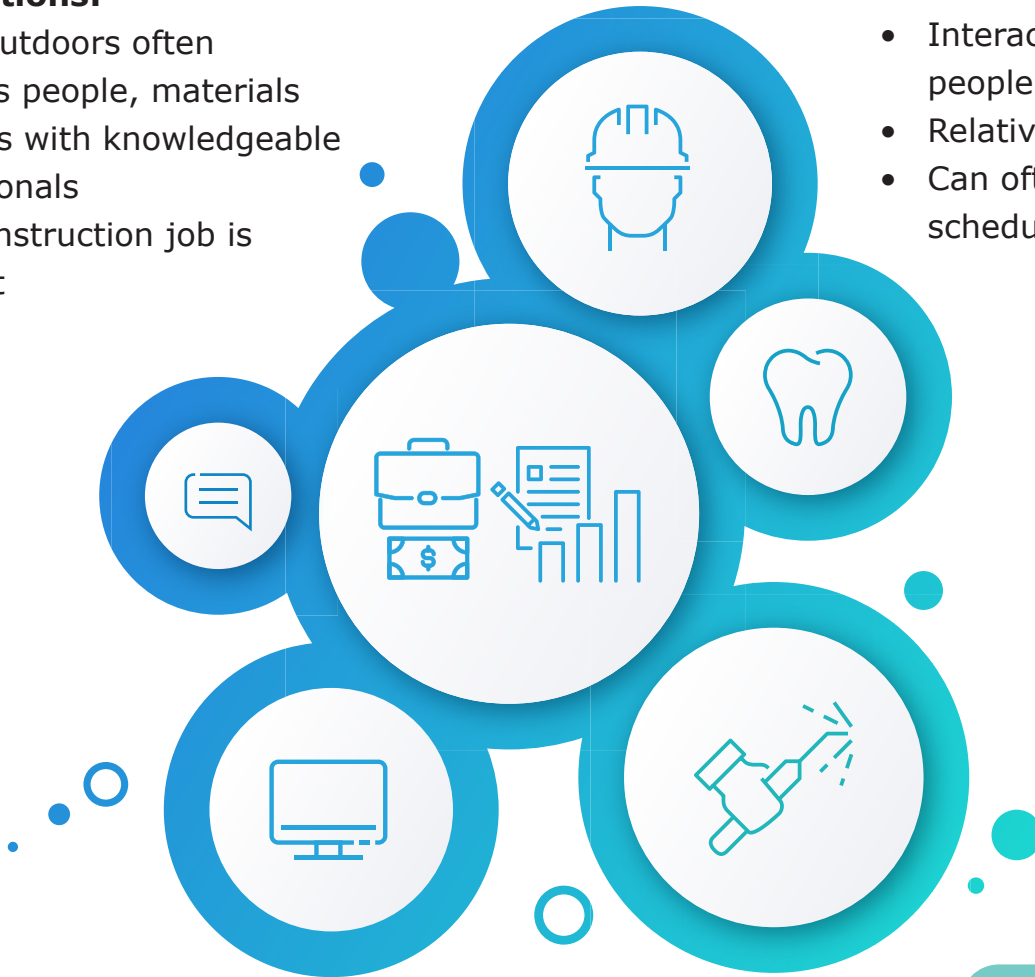 utdoors often
s people, materials
s with knowledgeable
onals
nstruction job is
t
• Interac
people
• Relativ
• Can oft
schedu
$